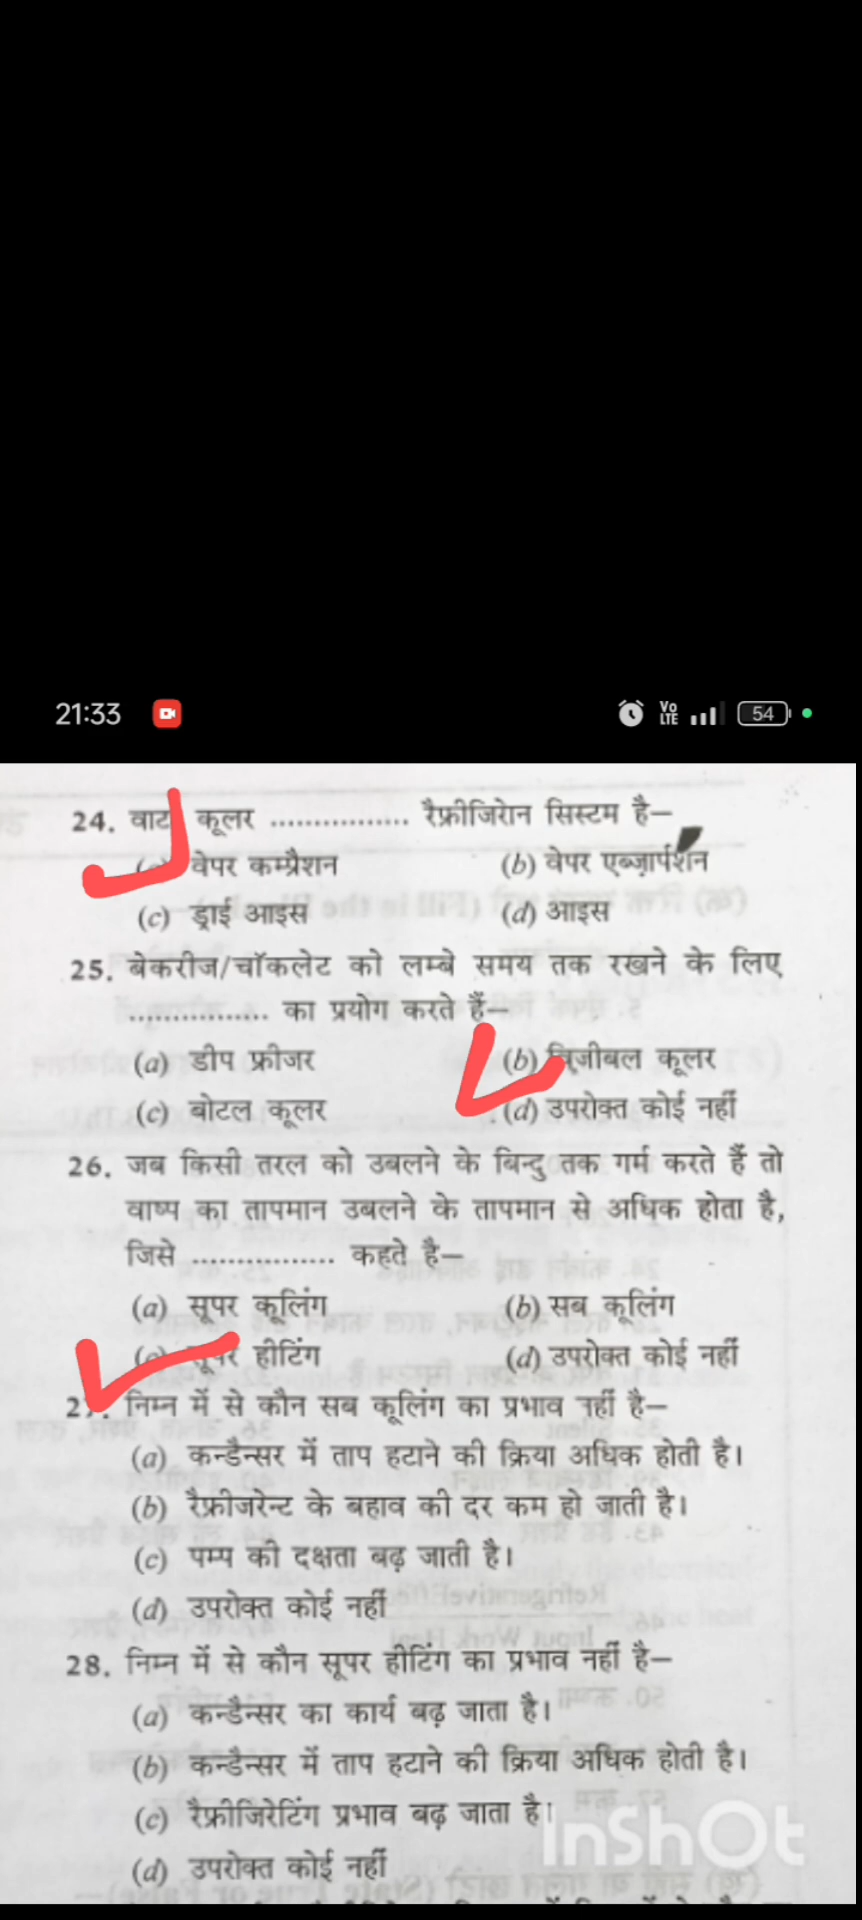 21:33 Vo LTE 54
24. वाट कूलर ................ रैफ्रीजिरेान सिस्टम है—
वेपर कम्प्रैशन (b) वेपर एब्ज़ार्पशन
(c) ड्राई आइस (d) आइस
25. बेकरीज/चॉकलेट को लम्बे समय तक रखने के लिए
................ का प्रयोग करते हैं—
(a) डीप फ्रीजर (b) विजीबल कूलर
(c) बोटल कूलर (d) उपरोक्त कोई नहीं
26. जब किसी तरल को उबलने के बिन्दु तक गर्म करते हैं तो
वाष्प का तापमान उबलने के तापमान से अधिक होता है,
जिसे ................ कहते है—
(a) सूपर कूलिंग (b) सब कूलिंग
(c) सूपर हीटिंग (d) उपरोक्त कोई नहीं
27. निम्न में से कौन सब कूलिंग का प्रभाव नहीं है—
(a) कन्डैन्सर में ताप हटाने की क्रिया अधिक होती है।
(b) रैफ्रीजरेन्ट के बहाव की दर कम हो जाती है।
(c) पम्प की दक्षता बढ़ जाती है।
(d) उपरोक्त कोई नहीं
28. निम्न में से कौन सूपर हीटिंग का प्रभाव नहीं है—
(a) कन्डैन्सर का कार्य बढ़ जाता है।
(b) कन्डैन्सर में ताप हटाने की क्रिया अधिक होती है।
(c) रैफ्रीजिरेटिंग प्रभाव बढ़ जाता है।
(d) उपरोक्त कोई नहीं
InShOt